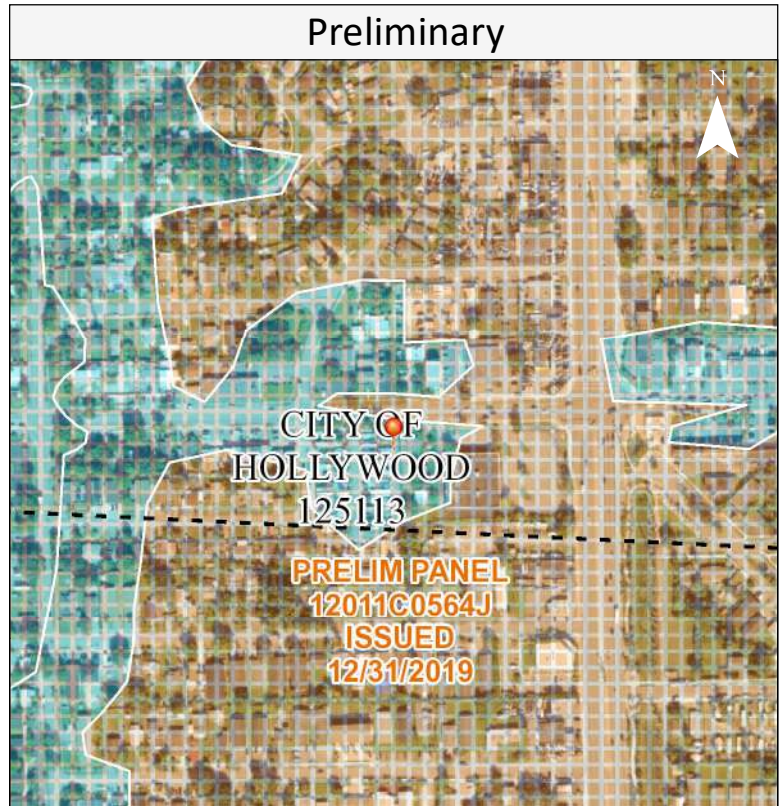 Preliminary
N
CITY OF
HOLLYWOOD
125113
PRELIM PANEL
12011C0564J
ISSUED
12/31/2019